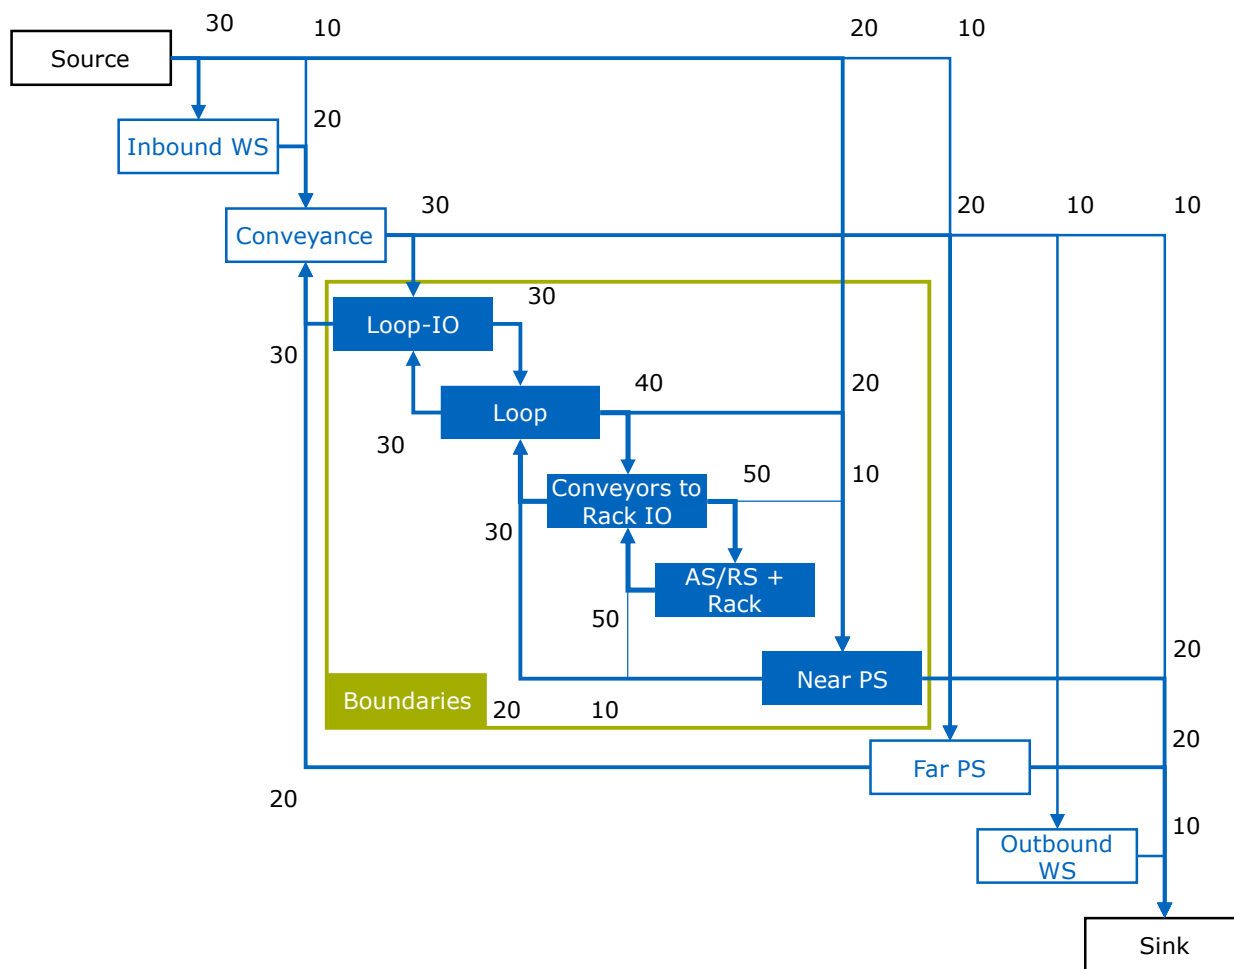 30
10
20
10
Source
20
Inbound WS
30
20
10
10
Conveyance
30
Loop-IO
30
40
20
Loop
30
50
10
Conveyors to
Rack IO
30
AS/RS +
Rack
50
20
Near PS
Boundaries
20
10
20
Far PS
20
10
Outbound
WS
Sink